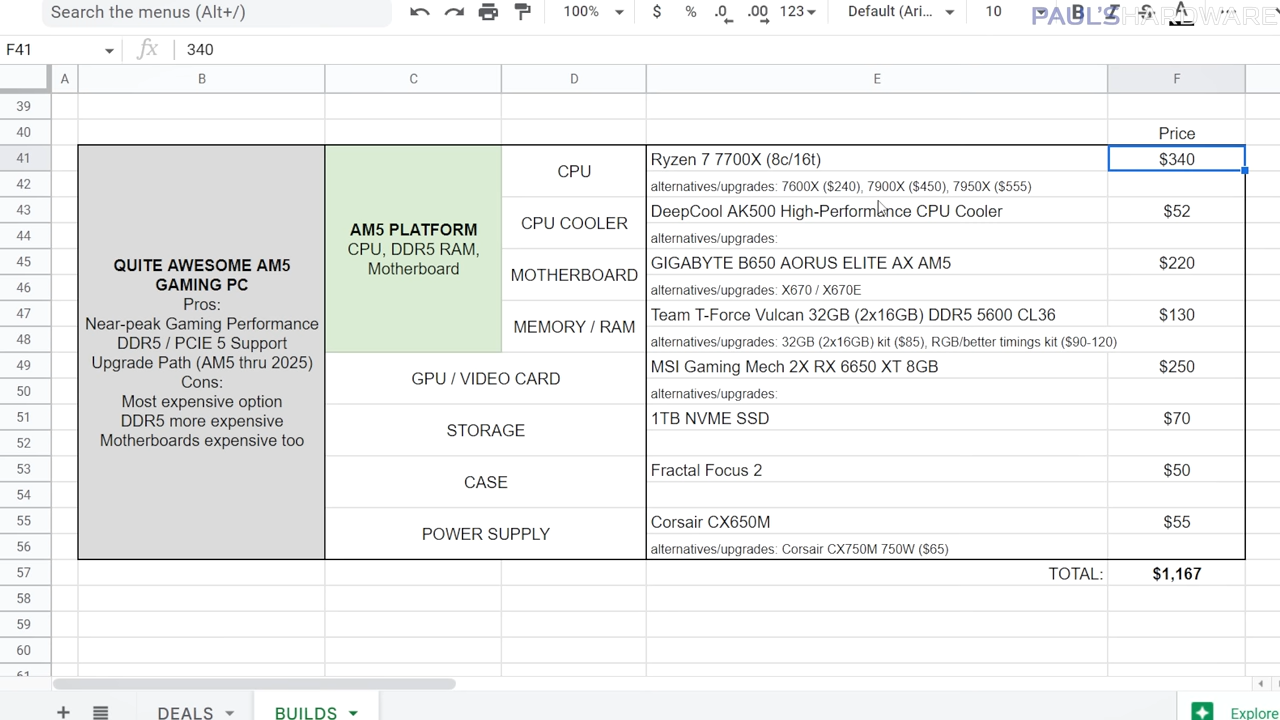 Search the menus (Alt+/)
100%
$ % .0 .00 123
Default (Ari...
10
B I S A
PAUL'S HARDWARE
F41
fx
340
A B C D E F
39
40
Price
41
Ryzen 7 7700X (8c/16t)
$340
CPU
42
alternatives/upgrades: 7600X ($240), 7900X ($450), 7950X ($555)
43
DeepCool AK500 High-Performance CPU Cooler
$52
CPU COOLER
44
alternatives/upgrades:
AM5 PLATFORM
CPU, DDR5 RAM,
Motherboard
45
GIGABYTE B650 AORUS ELITE AX AM5
$220
MOTHERBOARD
46
alternatives/upgrades: X670 / X670E
47
Team T-Force Vulcan 32GB (2x16GB) DDR5 5600 CL36
$130
MEMORY / RAM
48
alternatives/upgrades: 32GB (2x16GB) kit ($85), RGB/better timings kit ($90-120)
QUITE AWESOME AM5
GAMING PC
Pros:
Near-peak Gaming Performance
DDR5 / PCIE 5 Support
Upgrade Path (AM5 thru 2025)
Cons:
Most expensive option
DDR5 more expensive
Motherboards expensive too
49
MSI Gaming Mech 2X RX 6650 XT 8GB
$250
GPU / VIDEO CARD
50
alternatives/upgrades:
51
1TB NVME SSD
$70
STORAGE
52
53
Fractal Focus 2
$50
CASE
54
55
Corsair CX650M
$55
POWER SUPPLY
56
alternatives/upgrades: Corsair CX750M 750W ($65)
57
TOTAL:
$1,167
58
59
60
61
DEALS
BUILDS
Explore